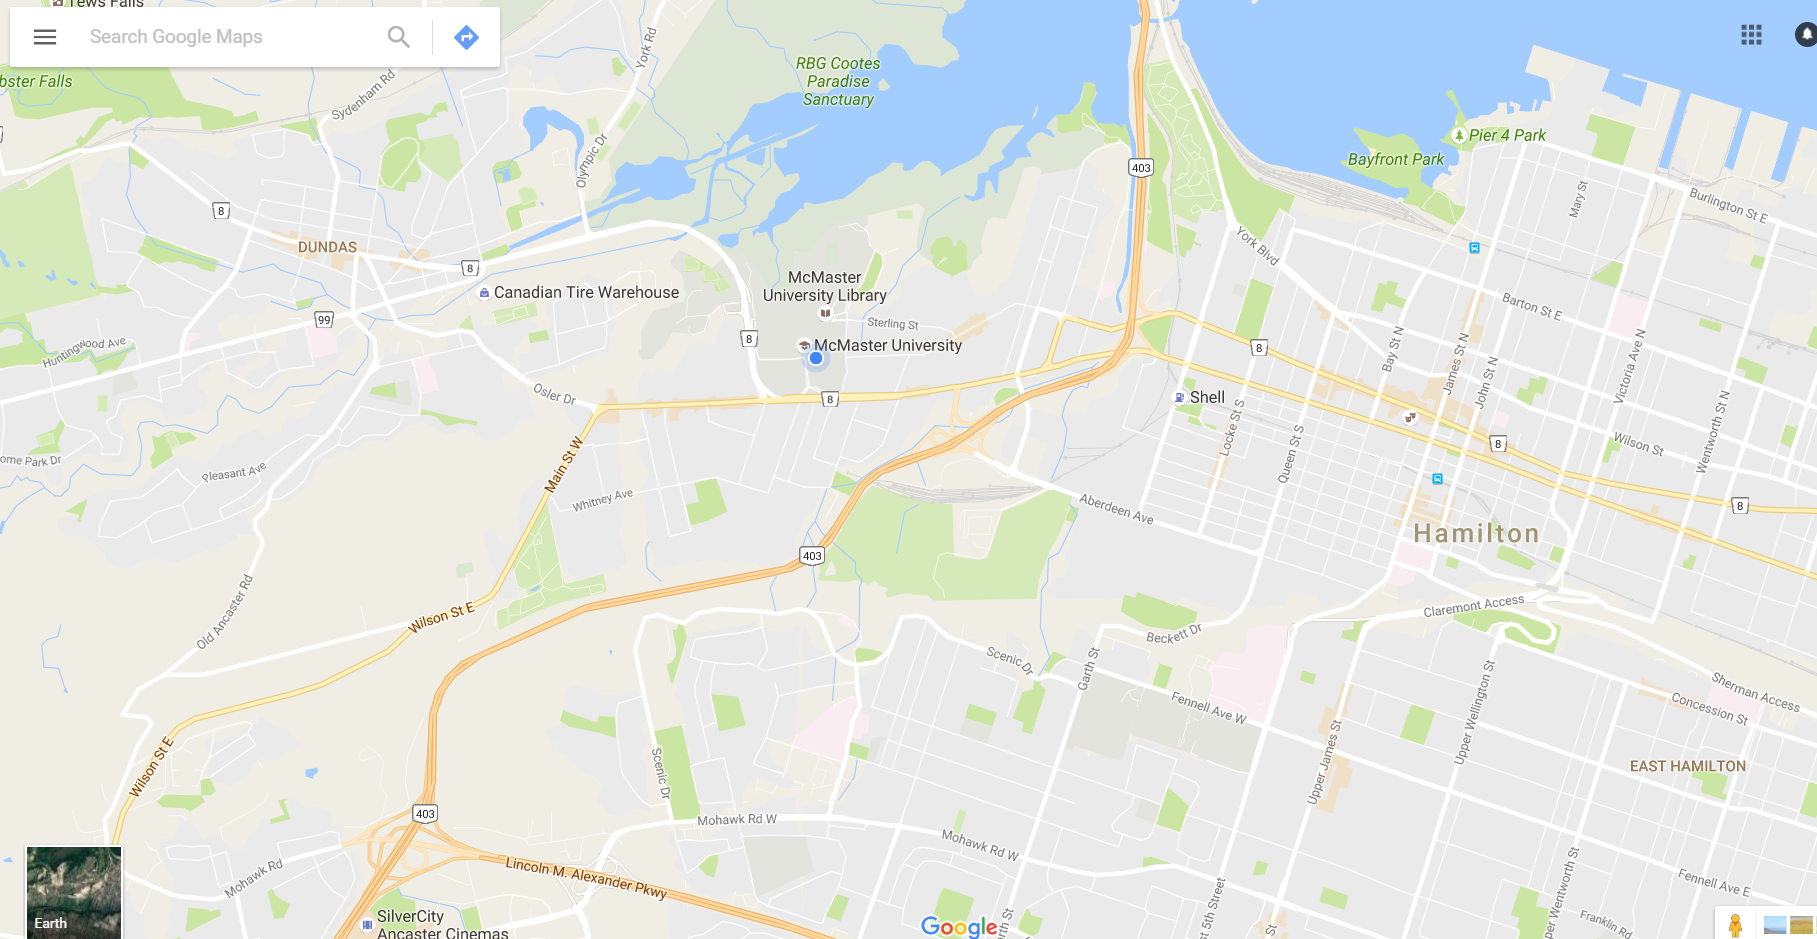 Tews Falls
Search Google Maps
bster Falls
Sydenham Rd
York Rd
RBG Cootes
Paradise
Sanctuary
Olympic Dr
403
Pier 4 Park
Bayfront Park
Mary St
Burlington St E
8
DUNDAS
8
York Blvd
Canadian Tire Warehouse
McMaster
University Library
99
Sterling St
Barton St E
Huntingwood Ave
8
McMaster University
8
Bay St N
James St N
John St N
Victoria Ave N
Osler Dr
8
Shell
Locke St S
Queen St S
8
Wilson St
Wentworth St N
ome Park Dr
Pleasant Ave
Main St W
Whitney Ave
Aberdeen Ave
8
Hamilton
403
Old Ancaster Rd
Wilson St E
Claremont Access
Beckett Dr
Scenic Dr
Garth St
Fennell Ave W
Sherman Access
Concession St
Upper Wellington St
Upper James St
EAST HAMILTON
Wilson St E
Scenic Dr
403
Mohawk Rd W
Mohawk Rd W
Mohawk Rd
Lincoln M. Alexander Pkwy
Fennell Ave E
Upper Wentworth St
est 5th Street
Franklin Rd
Earth
SilverCity
Ancaster Cinemas
Google
St